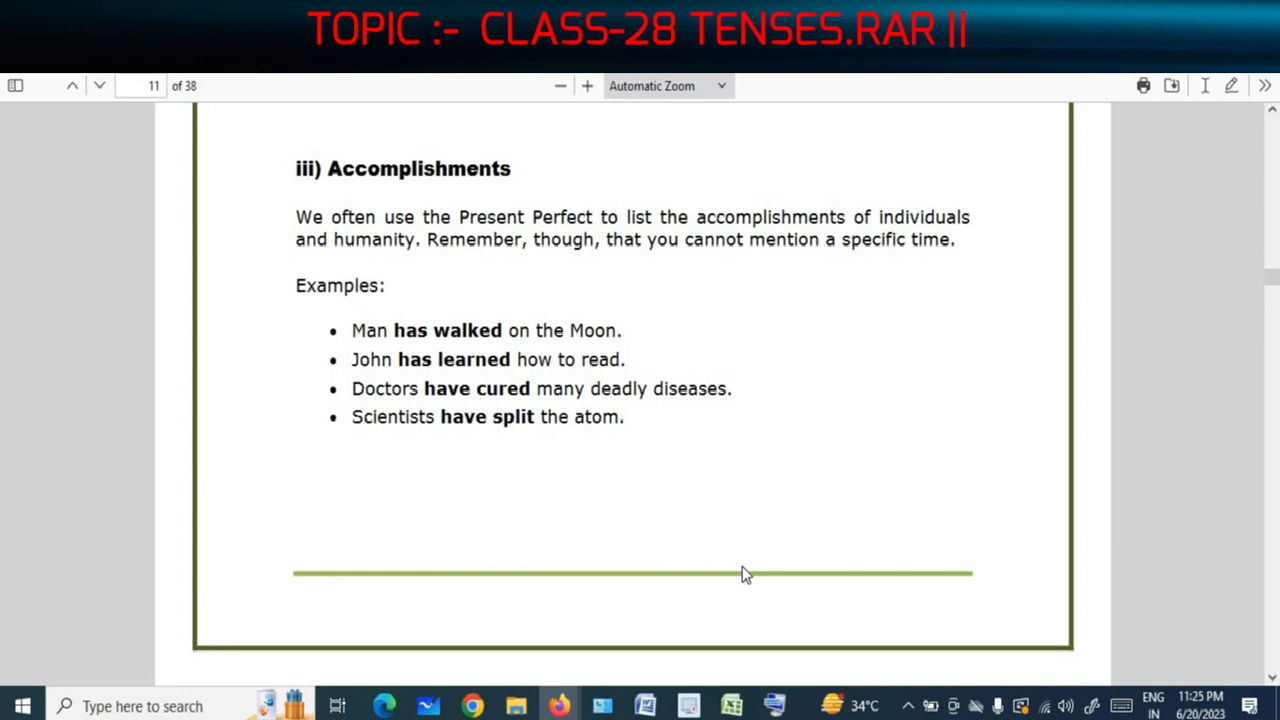 TOPIC :- CLASS-28 TENSES.RAR ||
11 of 38
Automatic Zoom
iii) Accomplishments
We often use the Present Perfect to list the accomplishments of individuals
and humanity. Remember, though, that you cannot mention a specific time.
Examples:
• Man has walked on the Moon.
• John has learned how to read.
• Doctors have cured many deadly diseases.
• Scientists have split the atom.
Type here to search
34°C
ENG
IN
11:25 PM
6/20/2023